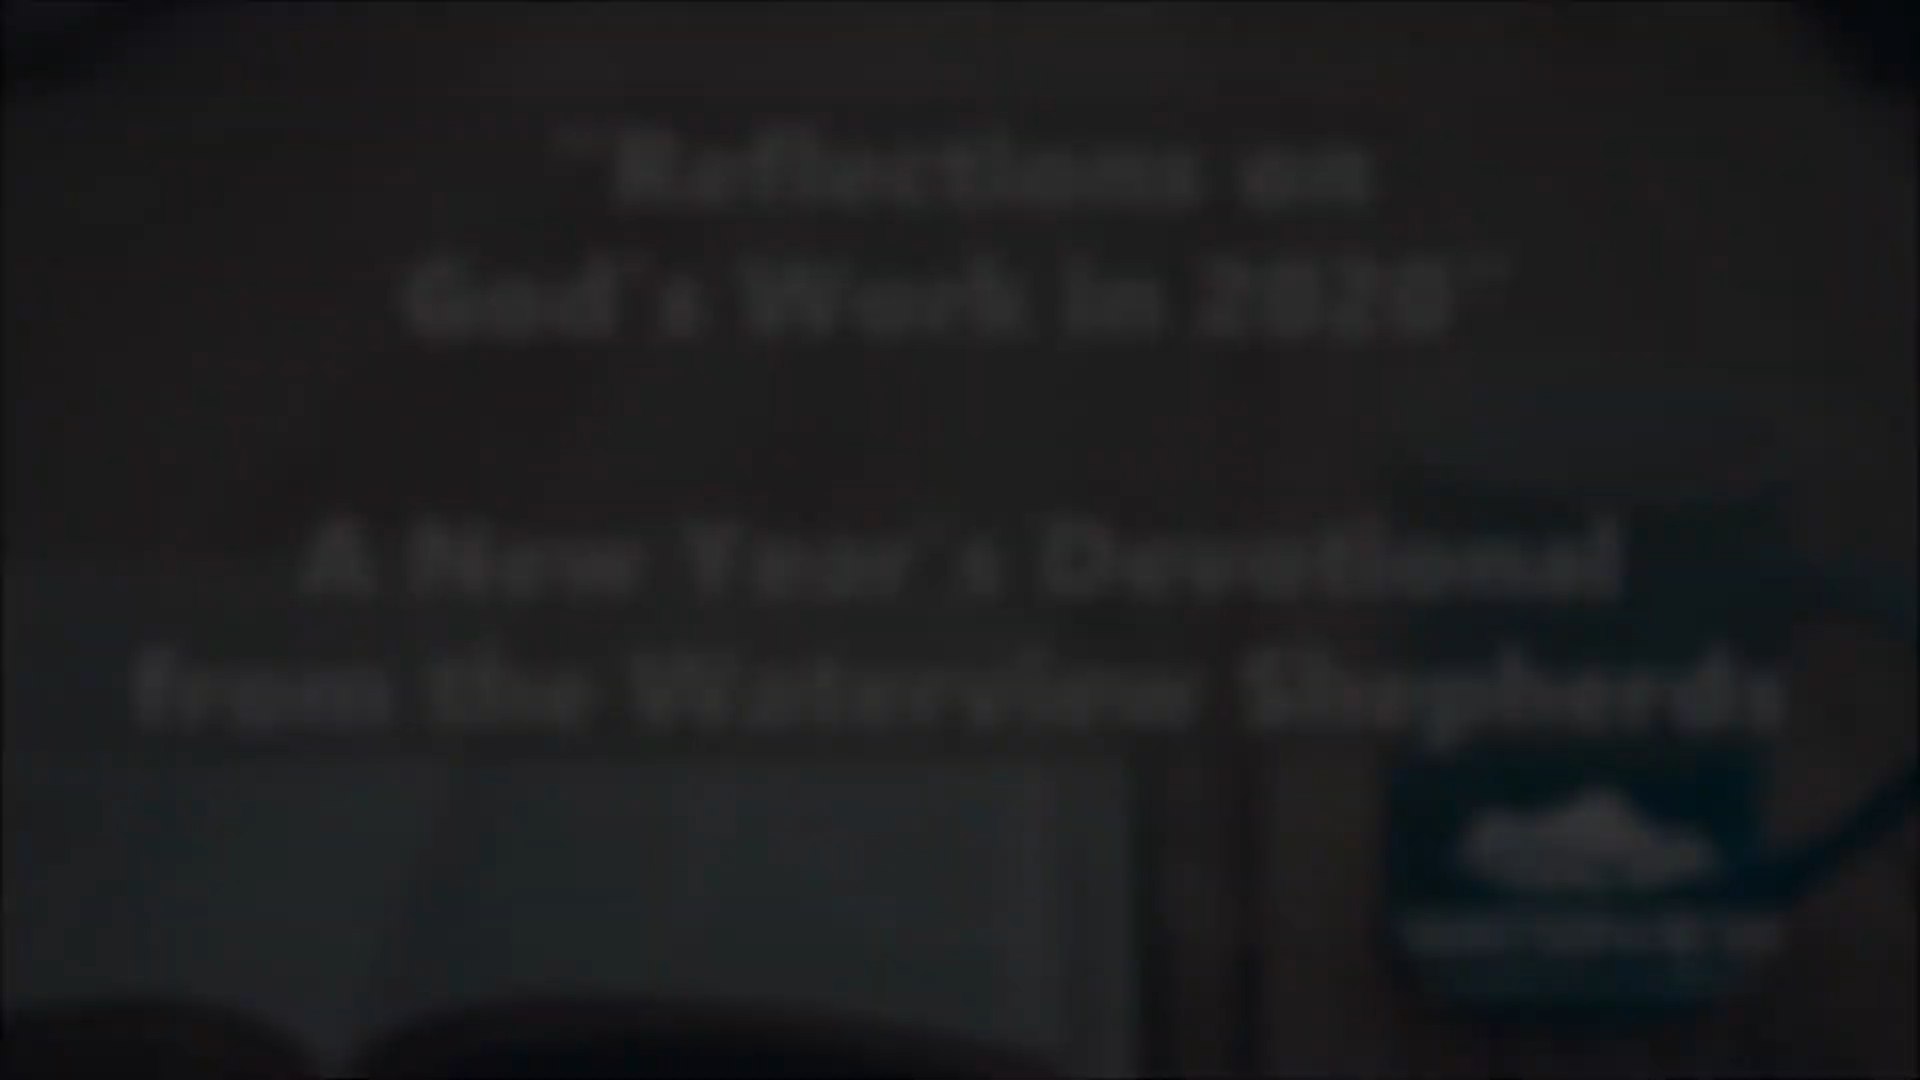 "Reflections on
God's Work in 2020"
A New Year's Devotional
from the Waterview Shepherds